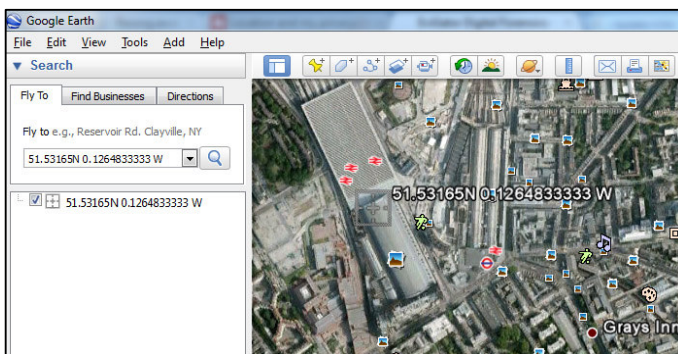 Google Earth
File Edit View Tools Add Help
Search
Fly To Find Businesses Directions
Fly to e.g., Reservoir Rd. Clayville, NY
51.53165N 0.1264833333 W
51.53165N 0.1264833333 W
51.53165N 0.1264833333 W
Grays Inn